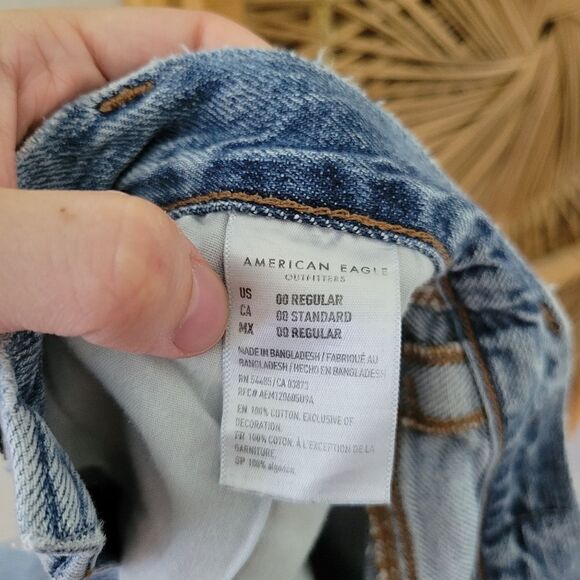 AMERICAN EAGLE
OUTFITTERS
US 00 REGULAR
CA 00 STANDARD
MX 00 REGULAR
MADE IN BANGLADESH / FABRIQUÉ AU
BANGLADESH / HECHO EN BANGLADESH
RN 54485 / CA 03873
RFC# AEM120605U9A
EN 100% COTTON. EXCLUSIVE OF
DECORATION.
FR 100% COTON. À L'EXCEPTION DE LA
GARNITURE.
SP 100% algodon.